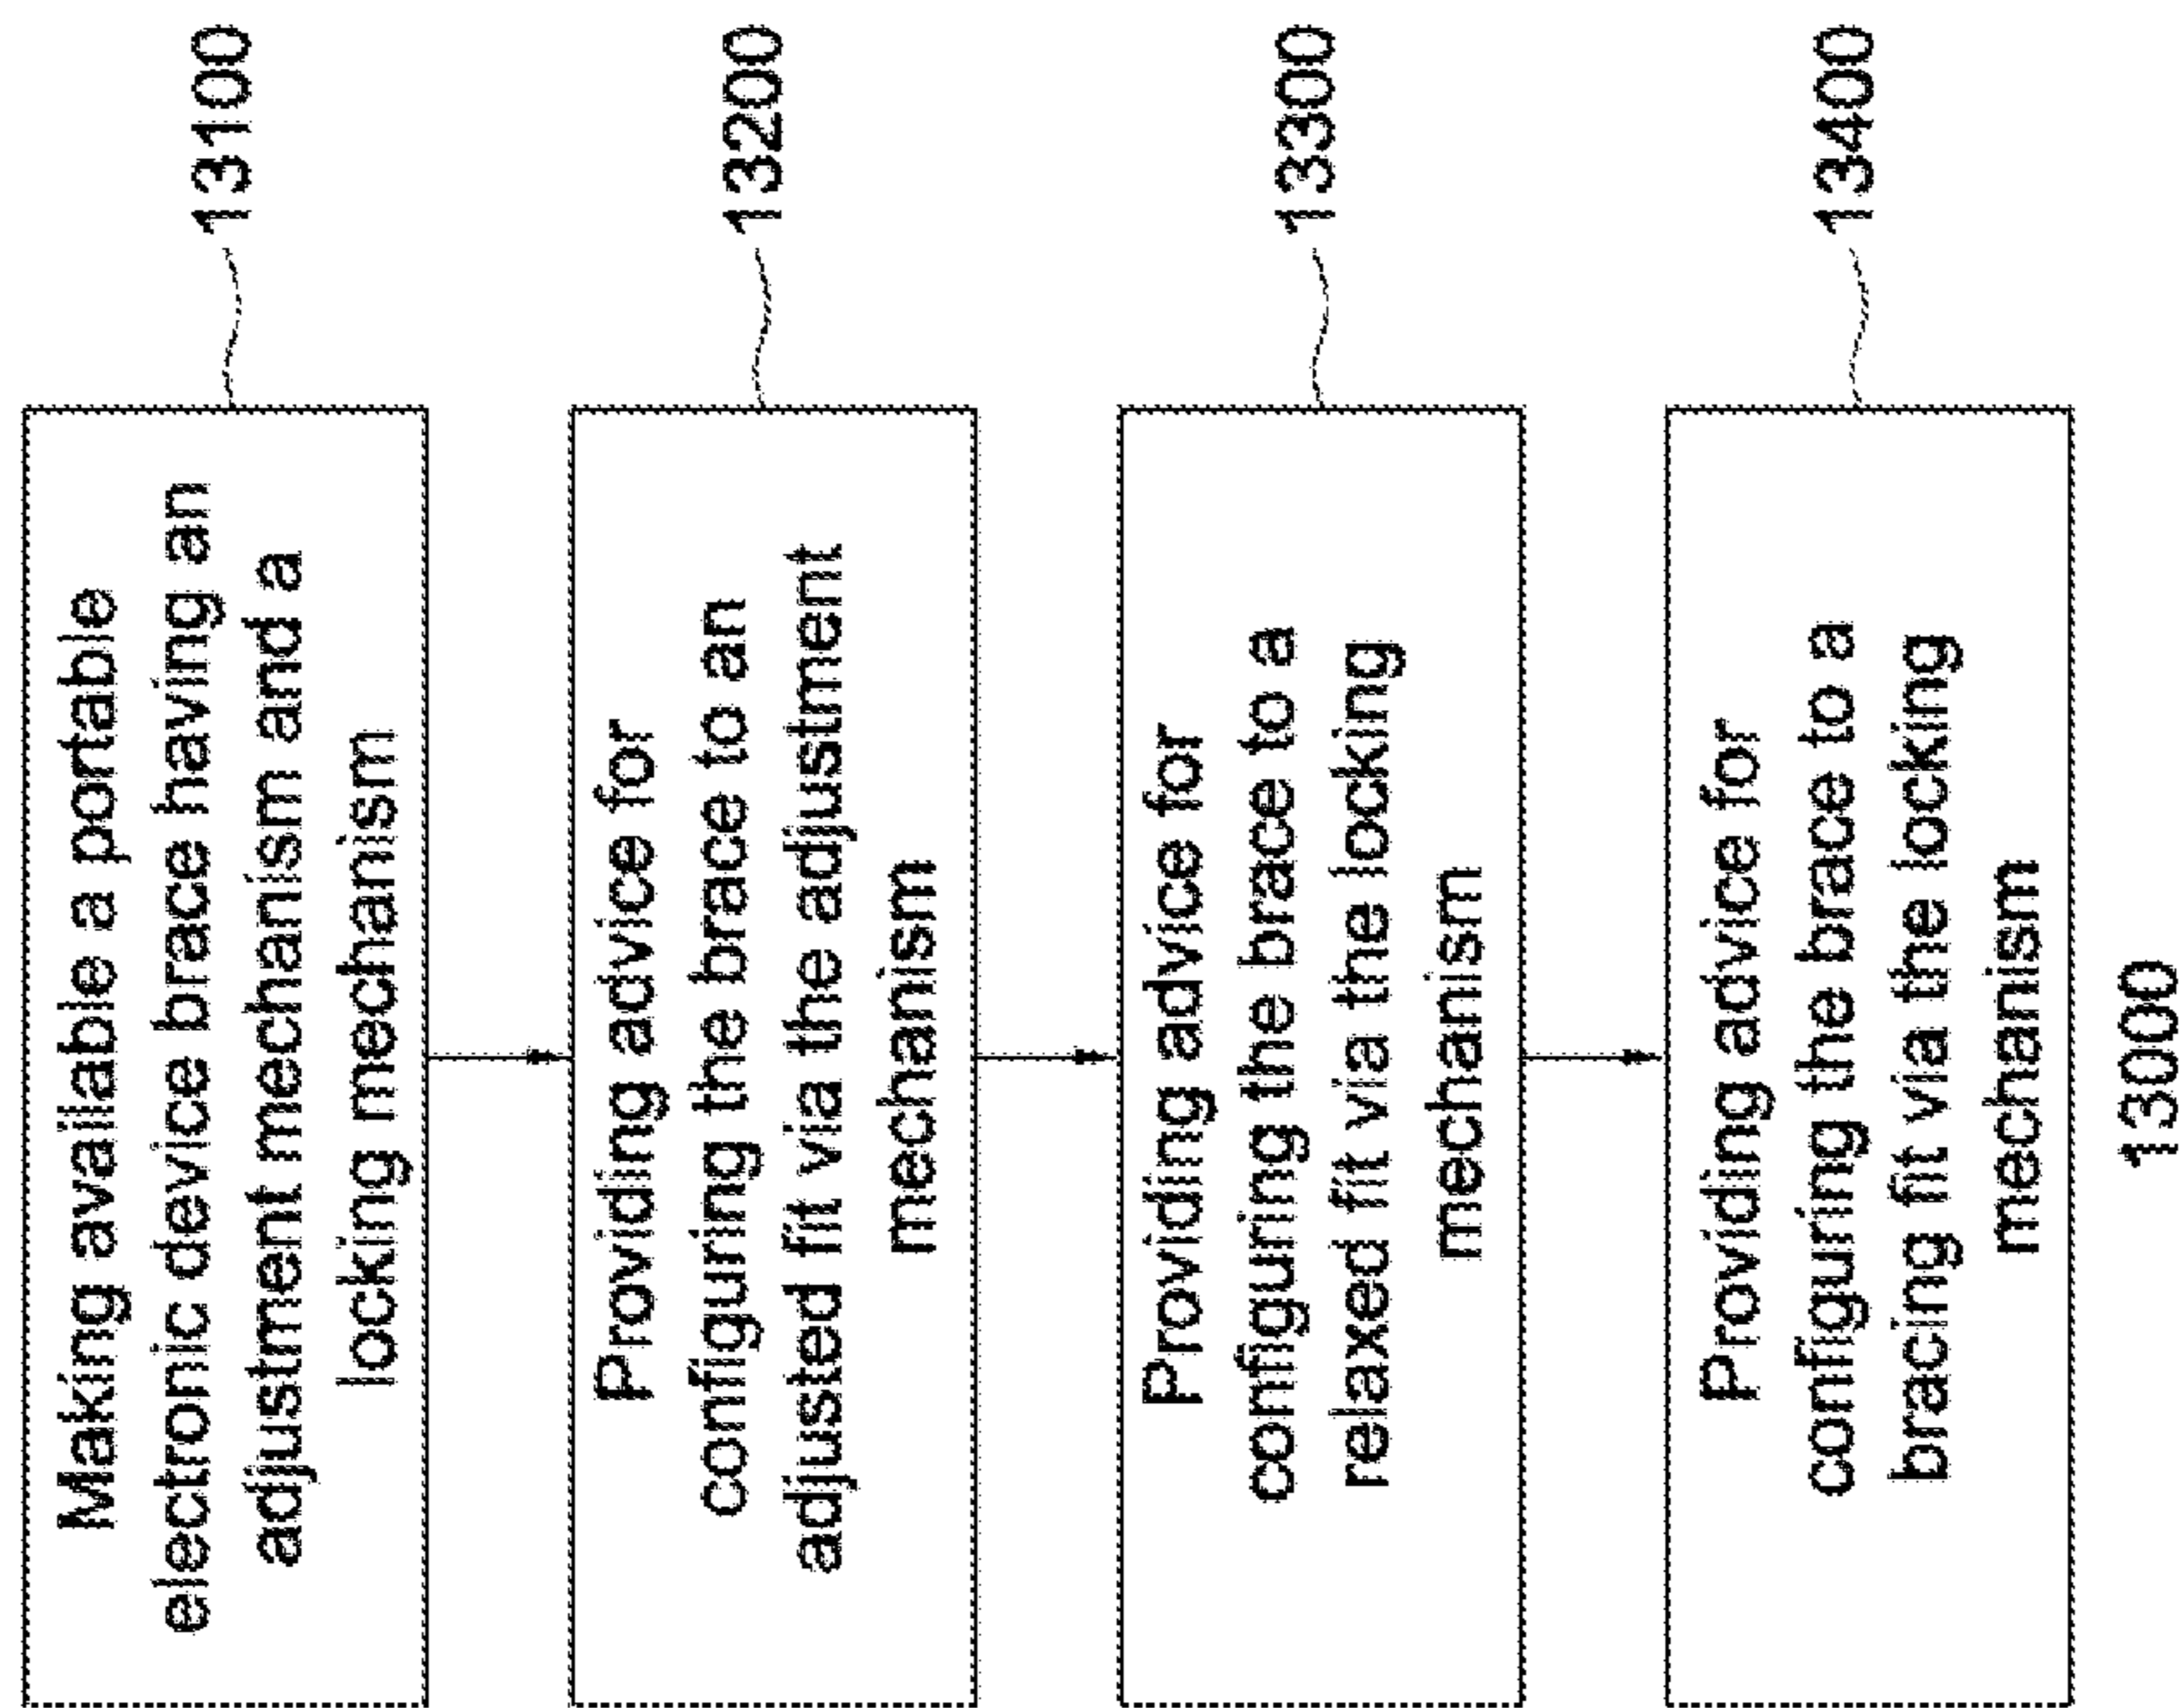 Making available a portable
electronic device brace having an
adjustment mechanism and a
locking mechanism
13100
Providing advice for
configuring the brace to an
adjusted fit via the adjustment
mechanism
13200
Providing advice for
configuring the brace to a
relaxed fit via the locking
mechanism
13300
Providing advice for
configuring the brace to a
bracing fit via the locking
mechanism
13400
13000